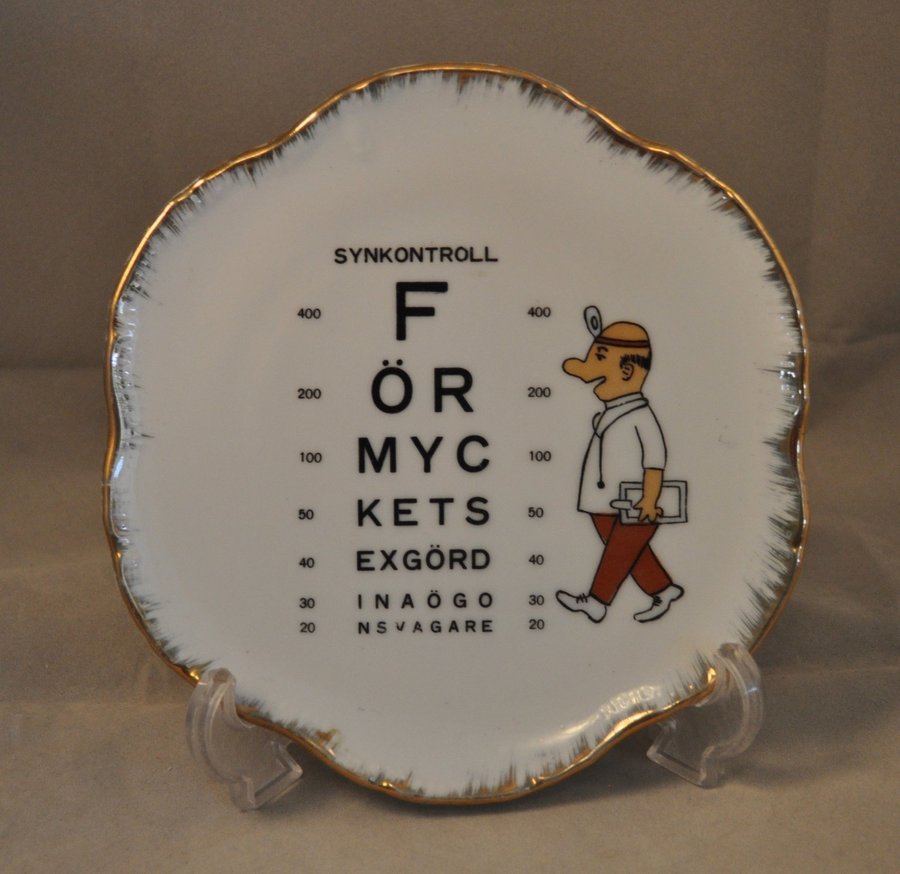 SYNKONTROLL
400 F 400
200 ÖR 200
100 MYC 100
50 KETS 50
40 EXGÖRD 40
30 INAÖGO 30
20 NSVAGARE 20